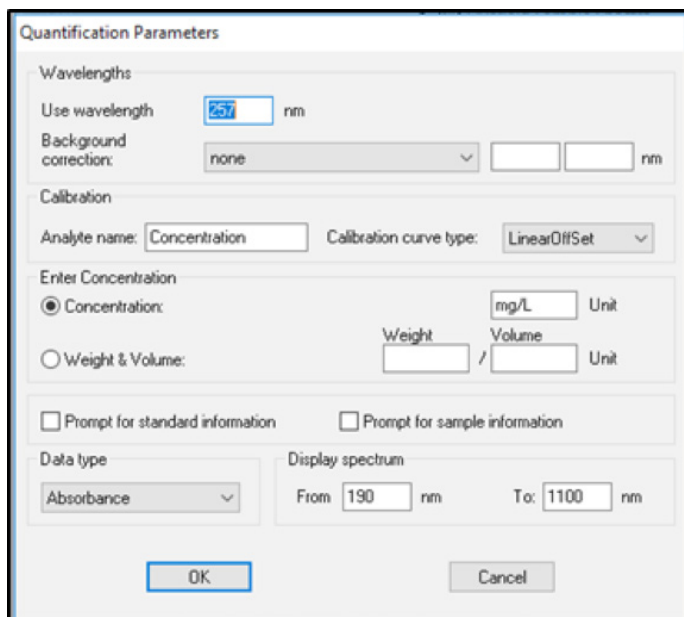 Quantification Parameters
Wavelengths
Use wavelength 257 nm
Background correction: none nm
Calibration
Analyte name: Concentration Calibration curve type: LinearOffSet
Enter Concentration
Concentration: mg/L Unit
Weight Volume
Weight & Volume: / Unit
Prompt for standard information Prompt for sample information
Data type Display spectrum
Absorbance From 190 nm To: 1100 nm
OK Cancel